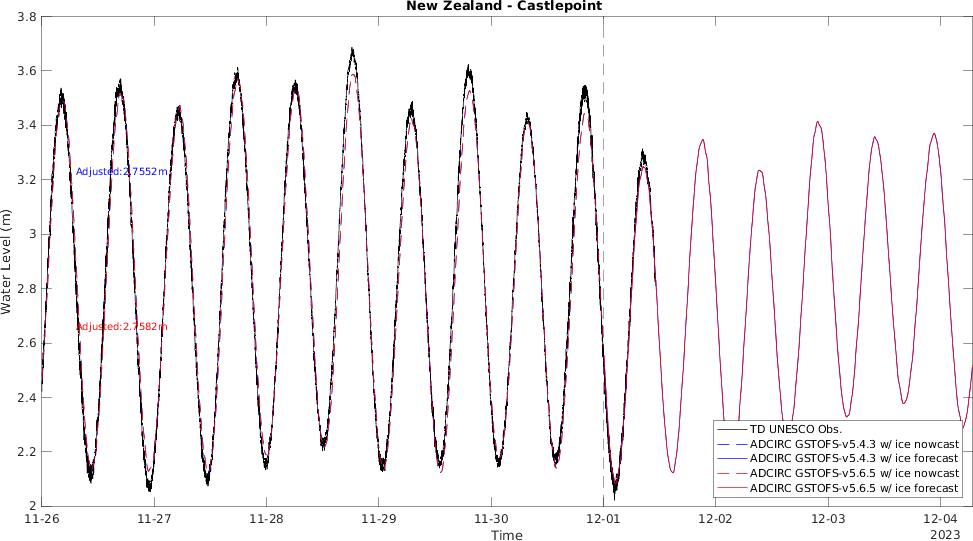 New Zealand - Castlepoint
3.8
3.6
3.4
3.2
3
2.8
2.6
2.4
2.2
2
Water Level (m)
Adjusted:2.7552m
Adjusted:2.7582m
TD UNESCO Obs.
ADCIRC GSTOFS-v5.4.3 w/ ice nowcast
ADCIRC GSTOFS-v5.4.3 w/ ice forecast
ADCIRC GSTOFS-v5.6.5 w/ ice nowcast
ADCIRC GSTOFS-v5.6.5 w/ ice forecast
11-26 11-27 11-28 11-29 11-30 12-01 12-02 12-03 12-04
Time
2023